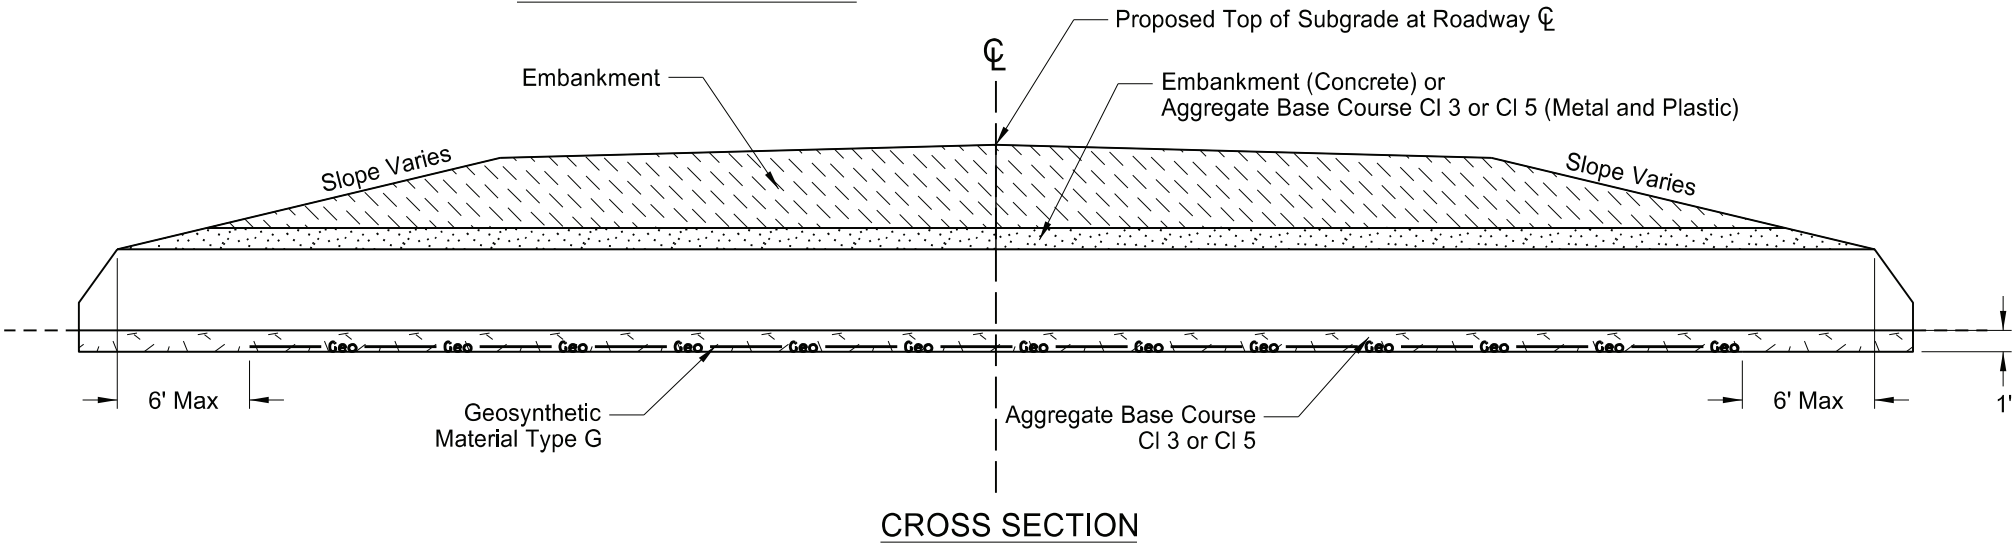 Proposed Top of Subgrade at Roadway ℄
℄
Embankment
Embankment (Concrete) or
Aggregate Base Course Cl 3 or Cl 5 (Metal and Plastic)
Slope Varies
Slope Varies
Geo Geo Geo Geo Geo Geo Geo Geo Geo Geo Geo Geo Geo
6' Max
6' Max
1'
Geosynthetic
Material Type G
Aggregate Base Course
Cl 3 or Cl 5
CROSS SECTION